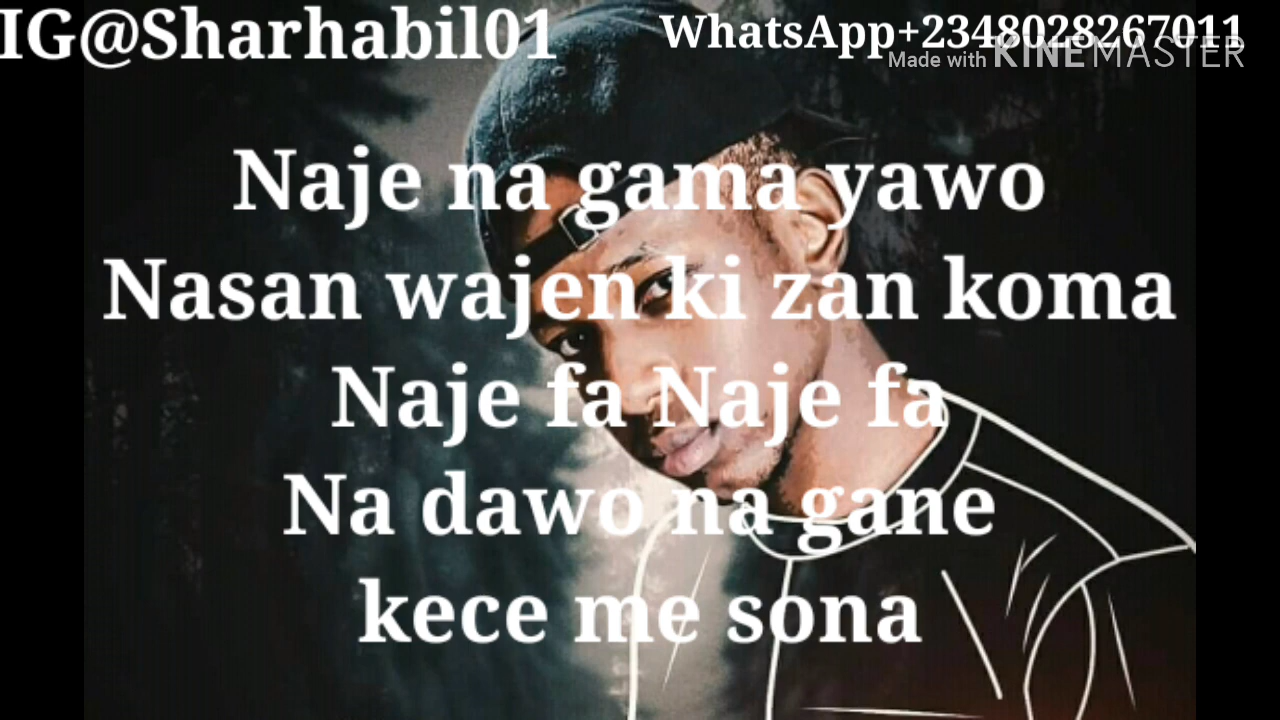 IG@Sharhabil01
WhatsApp+2348028267011
Made with KINEMASTER
Naje na gama yawo
Nasan wajen ki zan koma
Naje fa Naje fa
Na dawo na gane
kece me sona